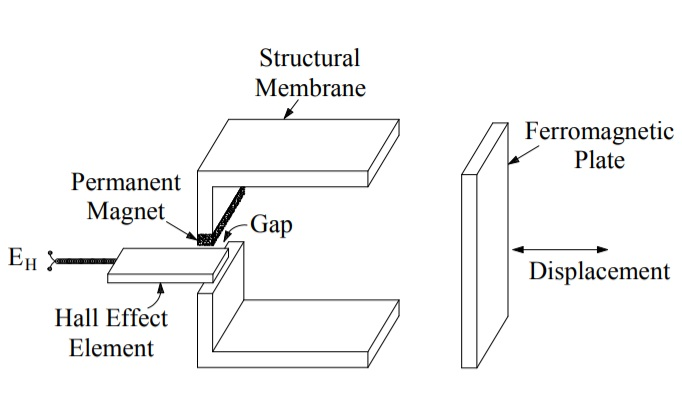 Structural
Membrane
Ferromagnetic
Plate
Permanent
Magnet
Gap
E_H
Displacement
Hall Effect
Element